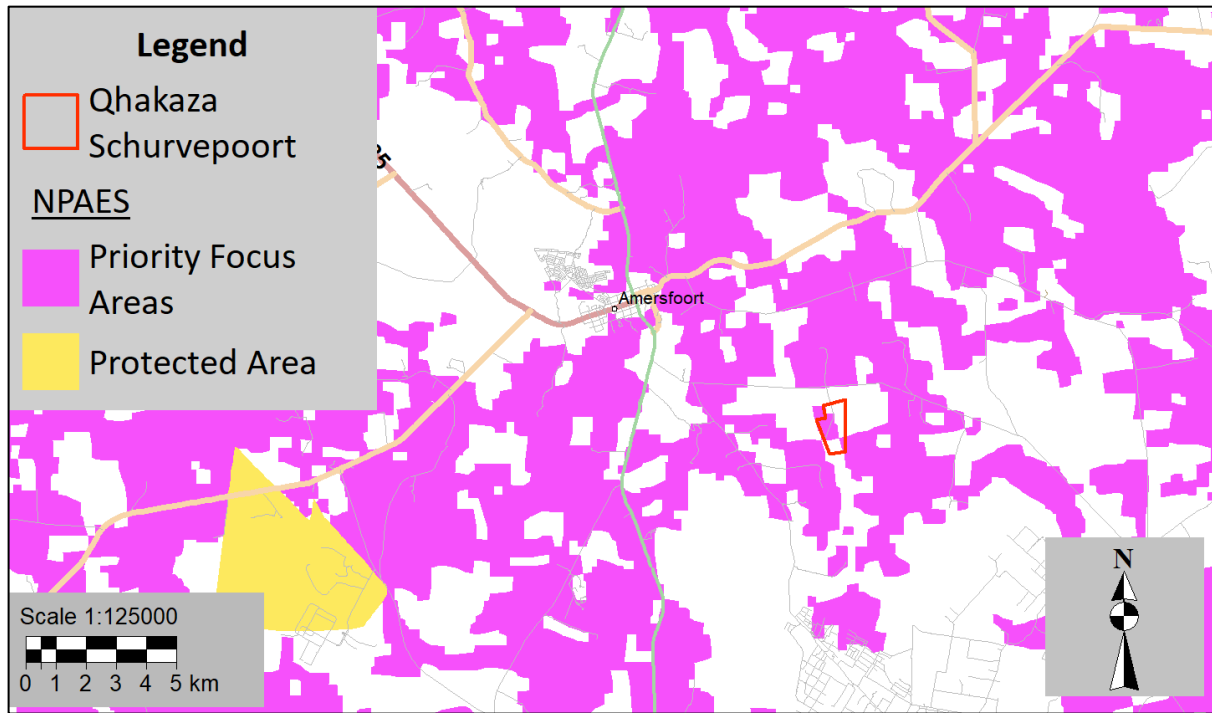 Legend
Qhakaza
Schurvepoort
NPAES
Priority Focus
Areas
Protected Area
35
Amersfoort
N
Scale 1:125000
0 1 2 3 4 5 km